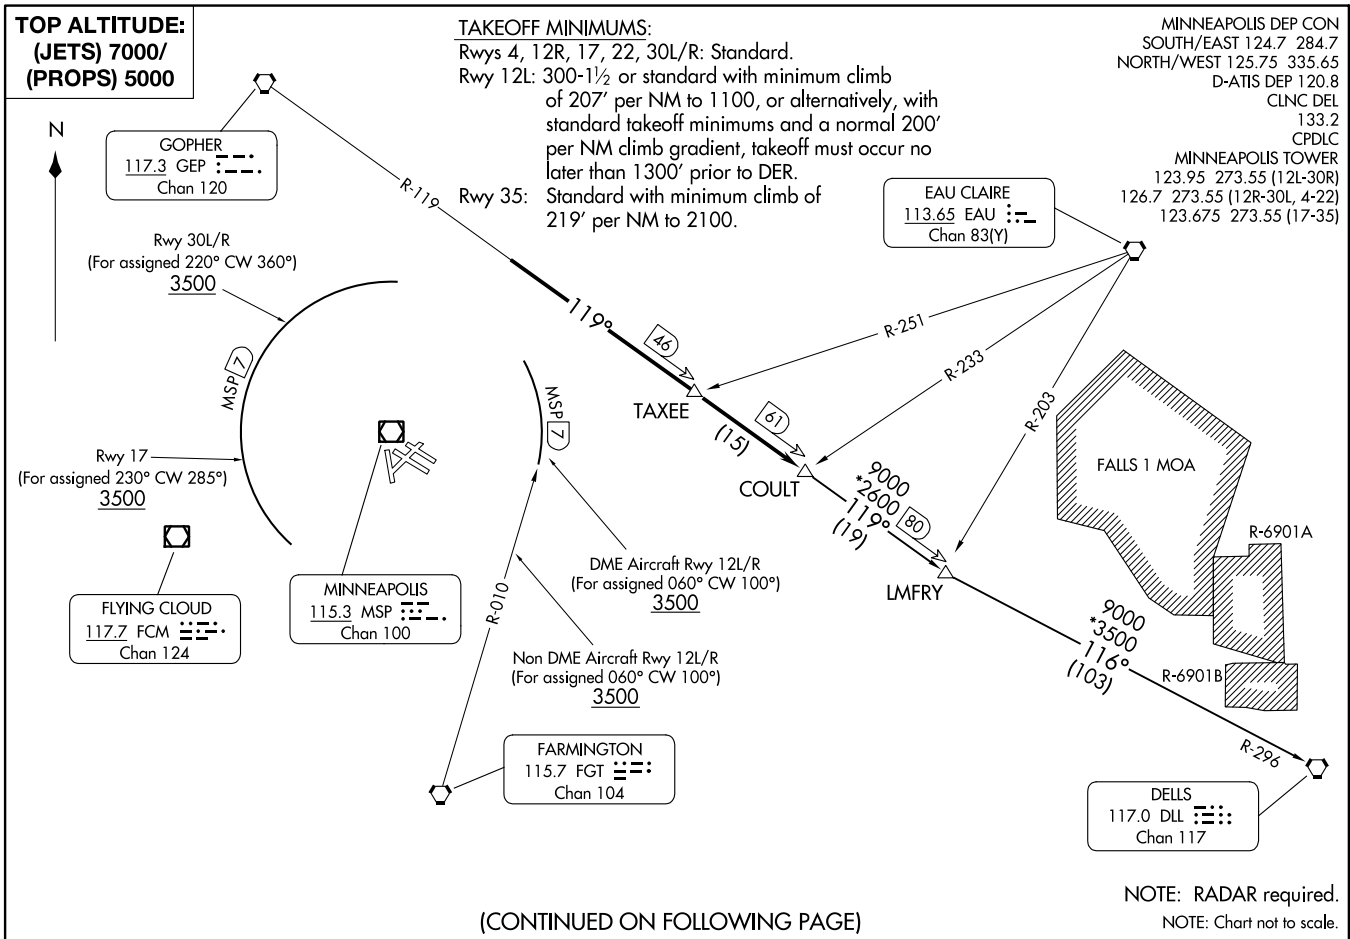 TOP ALTITUDE:
(JETS) 7000/
(PROPS) 5000
TAKEOFF MINIMUMS:
Rwys 4, 12R, 17, 22, 30L/R: Standard.
Rwy 12L: 300-1½ or standard with minimum climb
of 207' per NM to 1100, or alternatively, with
standard takeoff minimums and a normal 200'
per NM climb gradient, takeoff must occur no
later than 1300' prior to DER.
Rwy 35: Standard with minimum climb of
219' per NM to 2100.
MINNEAPOLIS DEP CON
SOUTH/EAST 124.7 284.7
NORTH/WEST 125.75 335.65
D-ATIS DEP 120.8
CLNC DEL
133.2
CPDLC
MINNEAPOLIS TOWER
123.95 273.55 (12L-30R)
126.7 273.55 (12R-30L, 4-22)
123.675 273.55 (17-35)
N
GOPHER
117.3 GEP
Chan 120
R-119
EAU CLAIRE
113.65 EAU
Chan 83(Y)
Rwy 30L/R
(For assigned 220° CW 360°)
3500
MSP 7
119°
46
R-251
R-233
R-203
TAXEE
MSP 7
61
(15)
COULT
FALLS 1 MOA
Rwy 17
(For assigned 230° CW 285°)
3500
9000
*2600
119°
(19)
80
LMFRY
R-6901A
FLYING CLOUD
117.7 FCM
Chan 124
MINNEAPOLIS
115.3 MSP
Chan 100
R-010
DME Aircraft Rwy 12L/R
(For assigned 060° CW 100°)
3500
Non DME Aircraft Rwy 12L/R
(For assigned 060° CW 100°)
3500
9000
*3500
116°
(103)
R-6901B
R-296
FARMINGTON
115.7 FGT
Chan 104
DELLS
117.0 DLL
Chan 117
(CONTINUED ON FOLLOWING PAGE)
NOTE: RADAR required.
NOTE: Chart not to scale.